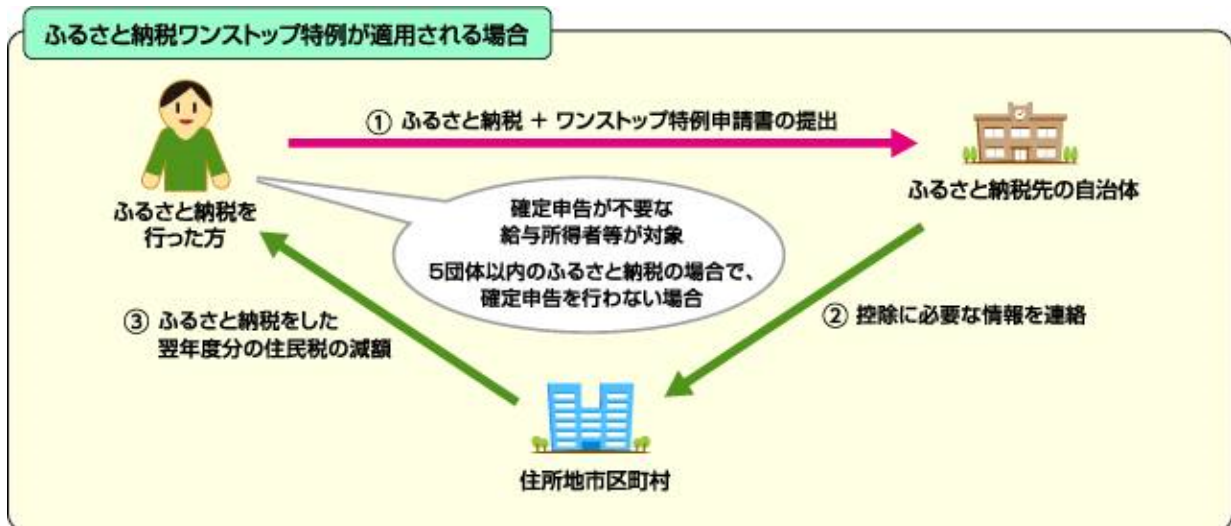 ふるさと納税ワンストップ特例が適用される場合
① ふるさと納税 + ワンストップ特例申請書の提出
ふるさと納税を
行った方
ふるさと納税先の自治体
確定申告が不要な
給与所得者等が対象
5団体以内のふるさと納税の場合で、
確定申告を行わない場合
② 控除に必要な情報を連絡
③ ふるさと納税をした
翌年度分の住民税の減額
住所地市区町村